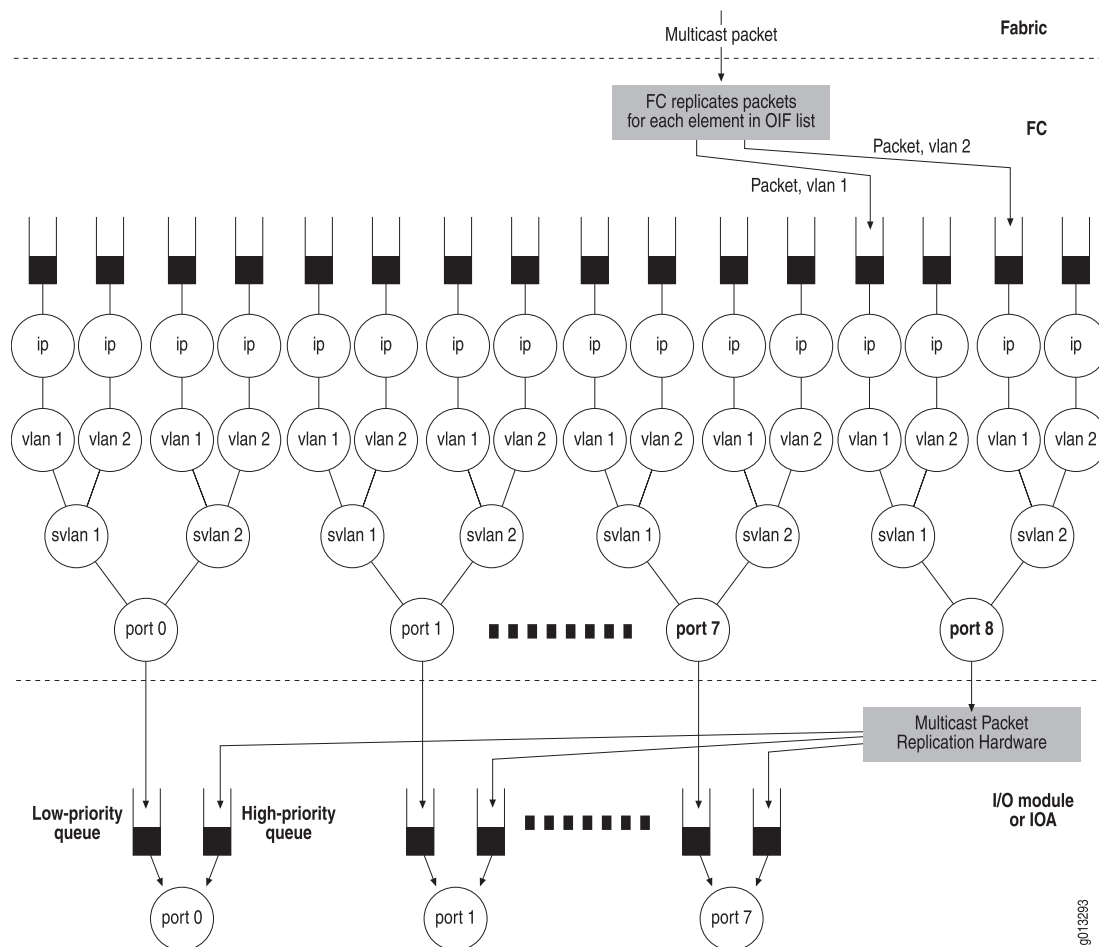 Multicast packet
Fabric
FC replicates packets
for each element in OIF list
FC
Packet, vlan 2
Packet, vlan 1
ip ip ip ip ip ip ip ip ip ip ip ip ip ip ip ip
vlan 1 vlan 2 vlan 1 vlan 2 vlan 1 vlan 2 vlan 1 vlan 2 vlan 1 vlan 2 vlan 1 vlan 2 vlan 1 vlan 2 vlan 1 vlan 2
svlan 1 svlan 2 svlan 1 svlan 2 svlan 1 svlan 2 svlan 1 svlan 2
port 0 port 1 port 7 port 8
Multicast Packet
Replication Hardware
Low-priority
queue
High-priority
queue
I/O module
or IOA
port 0 port 1 port 7
g013293